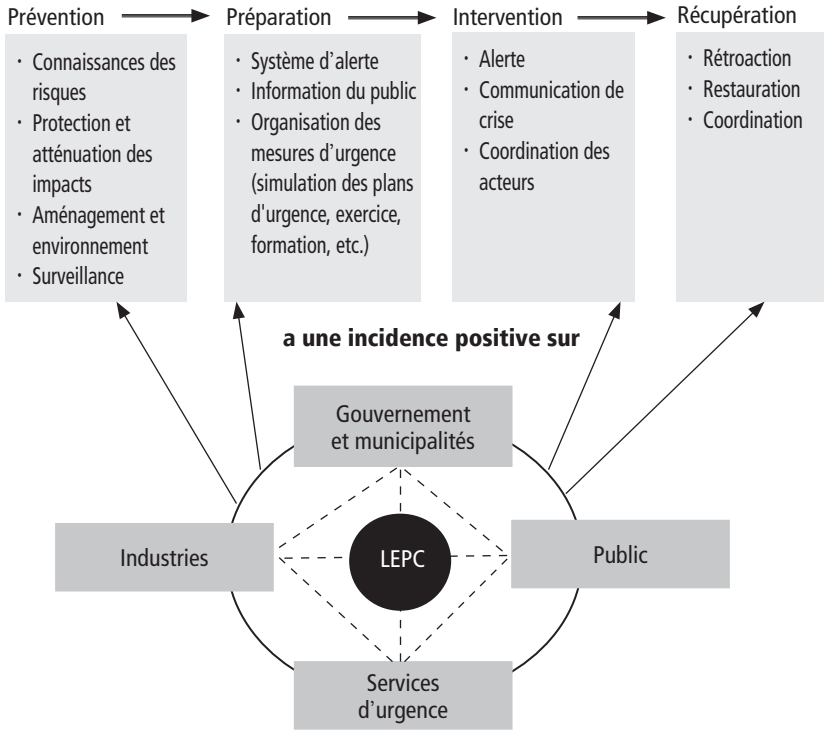 Prévention
Préparation
Intervention
Récupération
· Connaissances des
risques
· Protection et
atténuation des
impacts
· Aménagement et
environnement
· Surveillance
· Système d’alerte
· Information du public
· Organisation des
mesures d’urgence
(simulation des plans
d'urgence, exercice,
formation, etc.)
· Alerte
· Communication de
crise
· Coordination des
acteurs
· Rétroaction
· Restauration
· Coordination
a une incidence positive sur
Gouvernement
et municipalités
Industries
LEPC
Public
Services
d’urgence